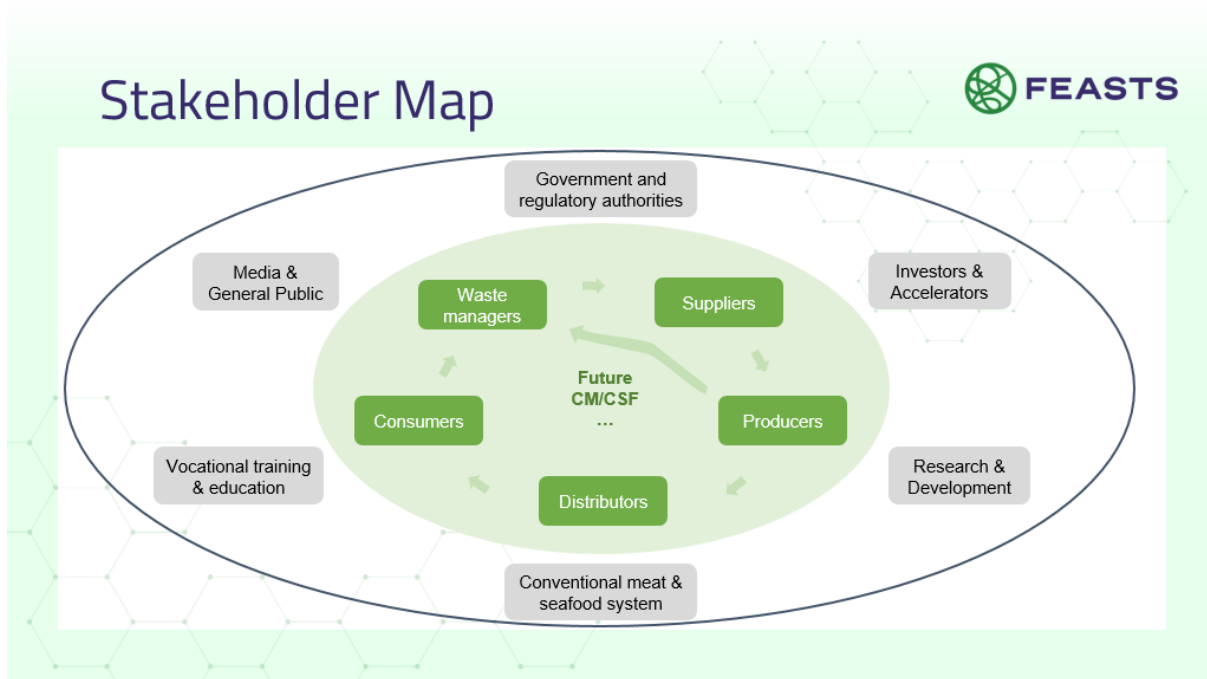 Stakeholder Map
FEASTS
Government and
regulatory authorities
Media &
General Public
Investors &
Accelerators
Waste
managers
Suppliers
Future
CM/CSF
...
Consumers
Producers
Vocational training
& education
Research &
Development
Distributors
Conventional meat &
seafood system